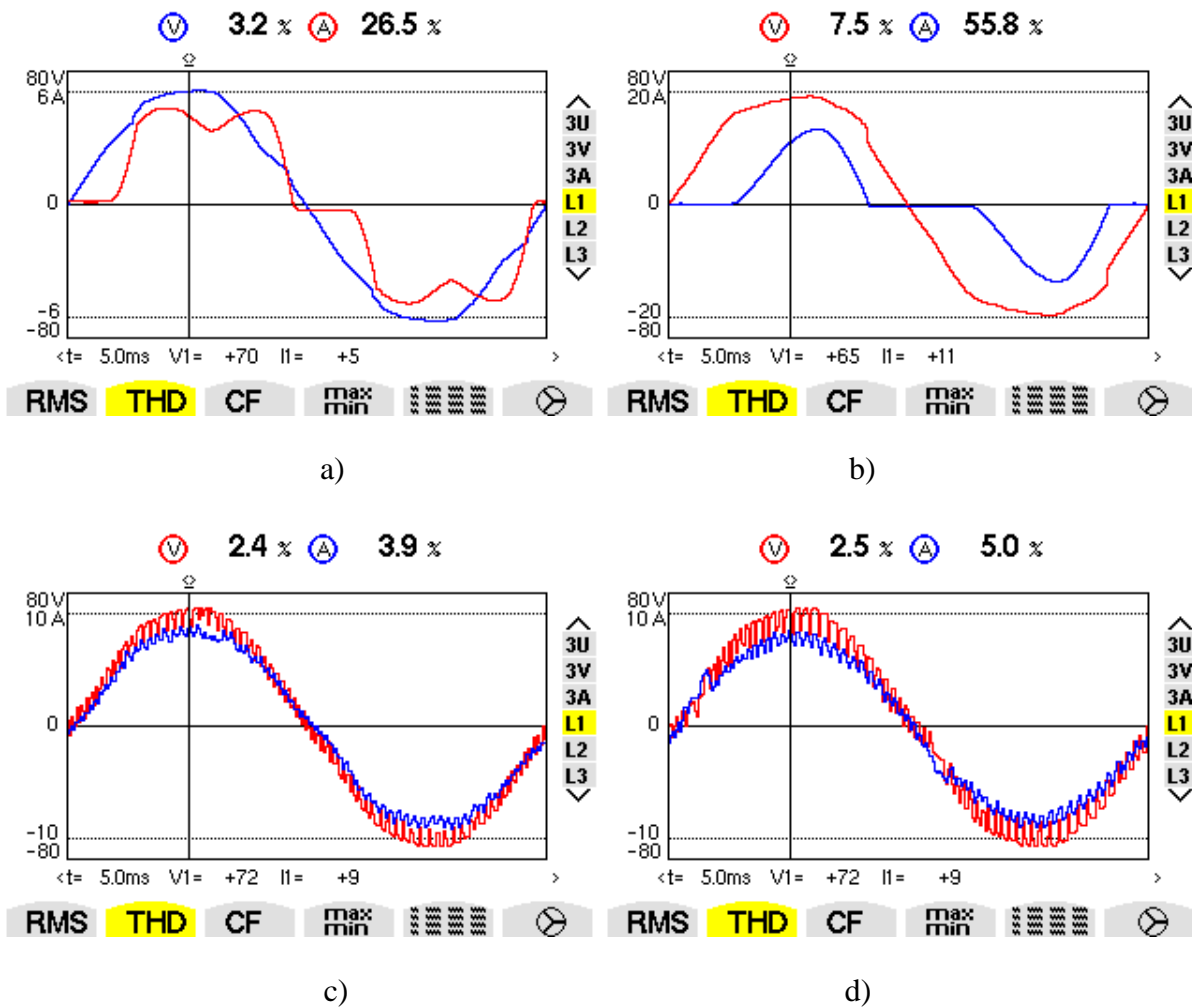 V 3.2 % A 26.5 %
80 V
6 A
0
-6
-80
3U
3V
3A
L1
L2
L3
<t= 5.0ms V1= +70 I1= +5 >
RMS THD CF max min
a)
V 7.5 % A 55.8 %
80 V
20 A
0
-20
-80
3U
3V
3A
L1
L2
L3
<t= 5.0ms V1= +65 I1= +11 >
RMS THD CF max min
b)
V 2.4 % A 3.9 %
80 V
10 A
0
-10
-80
3U
3V
3A
L1
L2
L3
<t= 5.0ms V1= +72 I1= +9 >
RMS THD CF max min
c)
V 2.5 % A 5.0 %
80 V
10 A
0
-10
-80
3U
3V
3A
L1
L2
L3
<t= 5.0ms V1= +72 I1= +9 >
RMS THD CF max min
d)